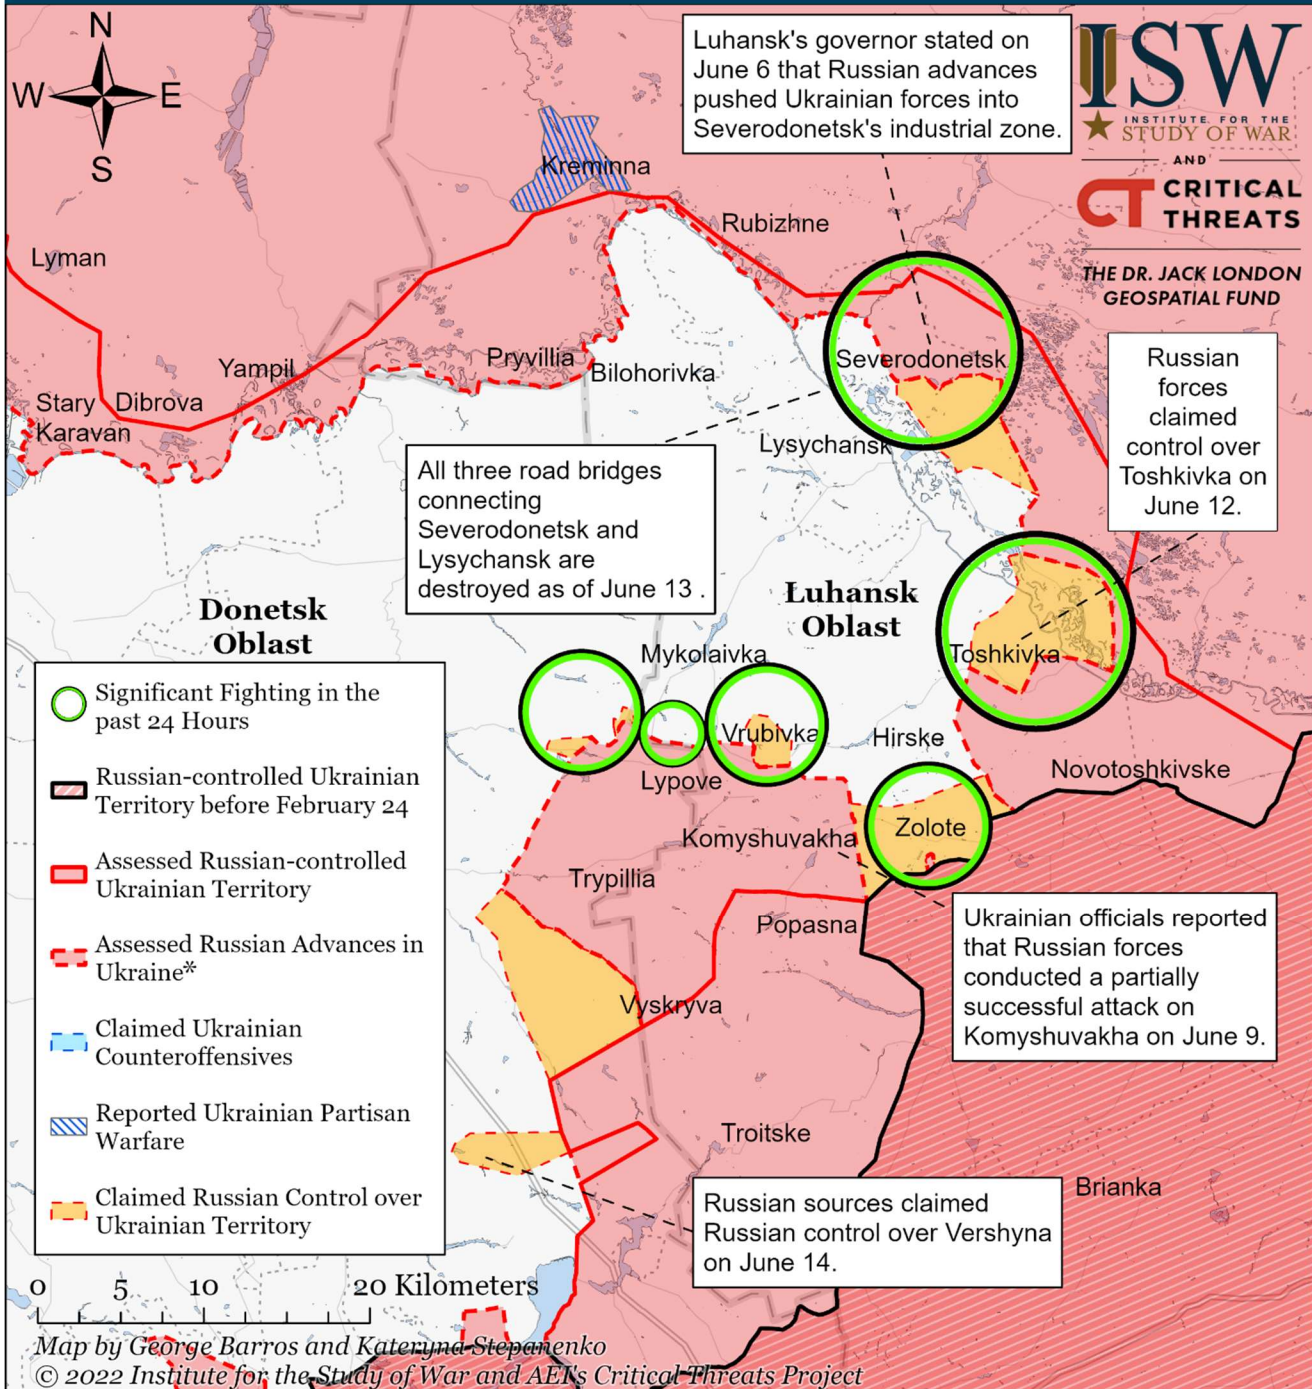 N
W
E
S
Luhansk's governor stated on
June 6 that Russian advances
pushed Ukrainian forces into
Severodonetsk's industrial zone.
ISW
INSTITUTE FOR THE
STUDY OF WAR
AND
CT CRITICAL
THREATS
THE DR. JACK LONDON
GEOSPATIAL FUND
Kreminna
Rubizhne
Lyman
Russian
forces
claimed
control over
Toshkivka on
June 12.
Yampil
Pryvillia
Bilohorivka
Severodonetsk
Stary
Karavan
Dibrova
Lysychansk
All three road bridges
connecting
Severodonetsk and
Lysychansk are
destroyed as of June 13 .
Donetsk
Oblast
Luhansk
Oblast
Mykolaivka
Toshkivka
Vrubivka
Hirske
Lypove
Novotoshkivske
Komyshuvakha
Zolote
Trypillia
Popasna
Ukrainian officials reported
that Russian forces
conducted a partially
successful attack on
Komyshuvakha on June 9.
Vyskryva
Troitske
Brianka
Russian sources claimed
Russian control over Vershyna
on June 14.
Significant Fighting in the
past 24 Hours
Russian-controlled Ukrainian
Territory before February 24
Assessed Russian-controlled
Ukrainian Territory
Assessed Russian Advances in
Ukraine*
Claimed Ukrainian
Counteroffensives
Reported Ukrainian Partisan
Warfare
Claimed Russian Control over
Ukrainian Territory
0 5 10 20 Kilometers
Map by George Barros and Kateryna Stepanenko
© 2022 Institute for the Study of War and AEI's Critical Threats Project